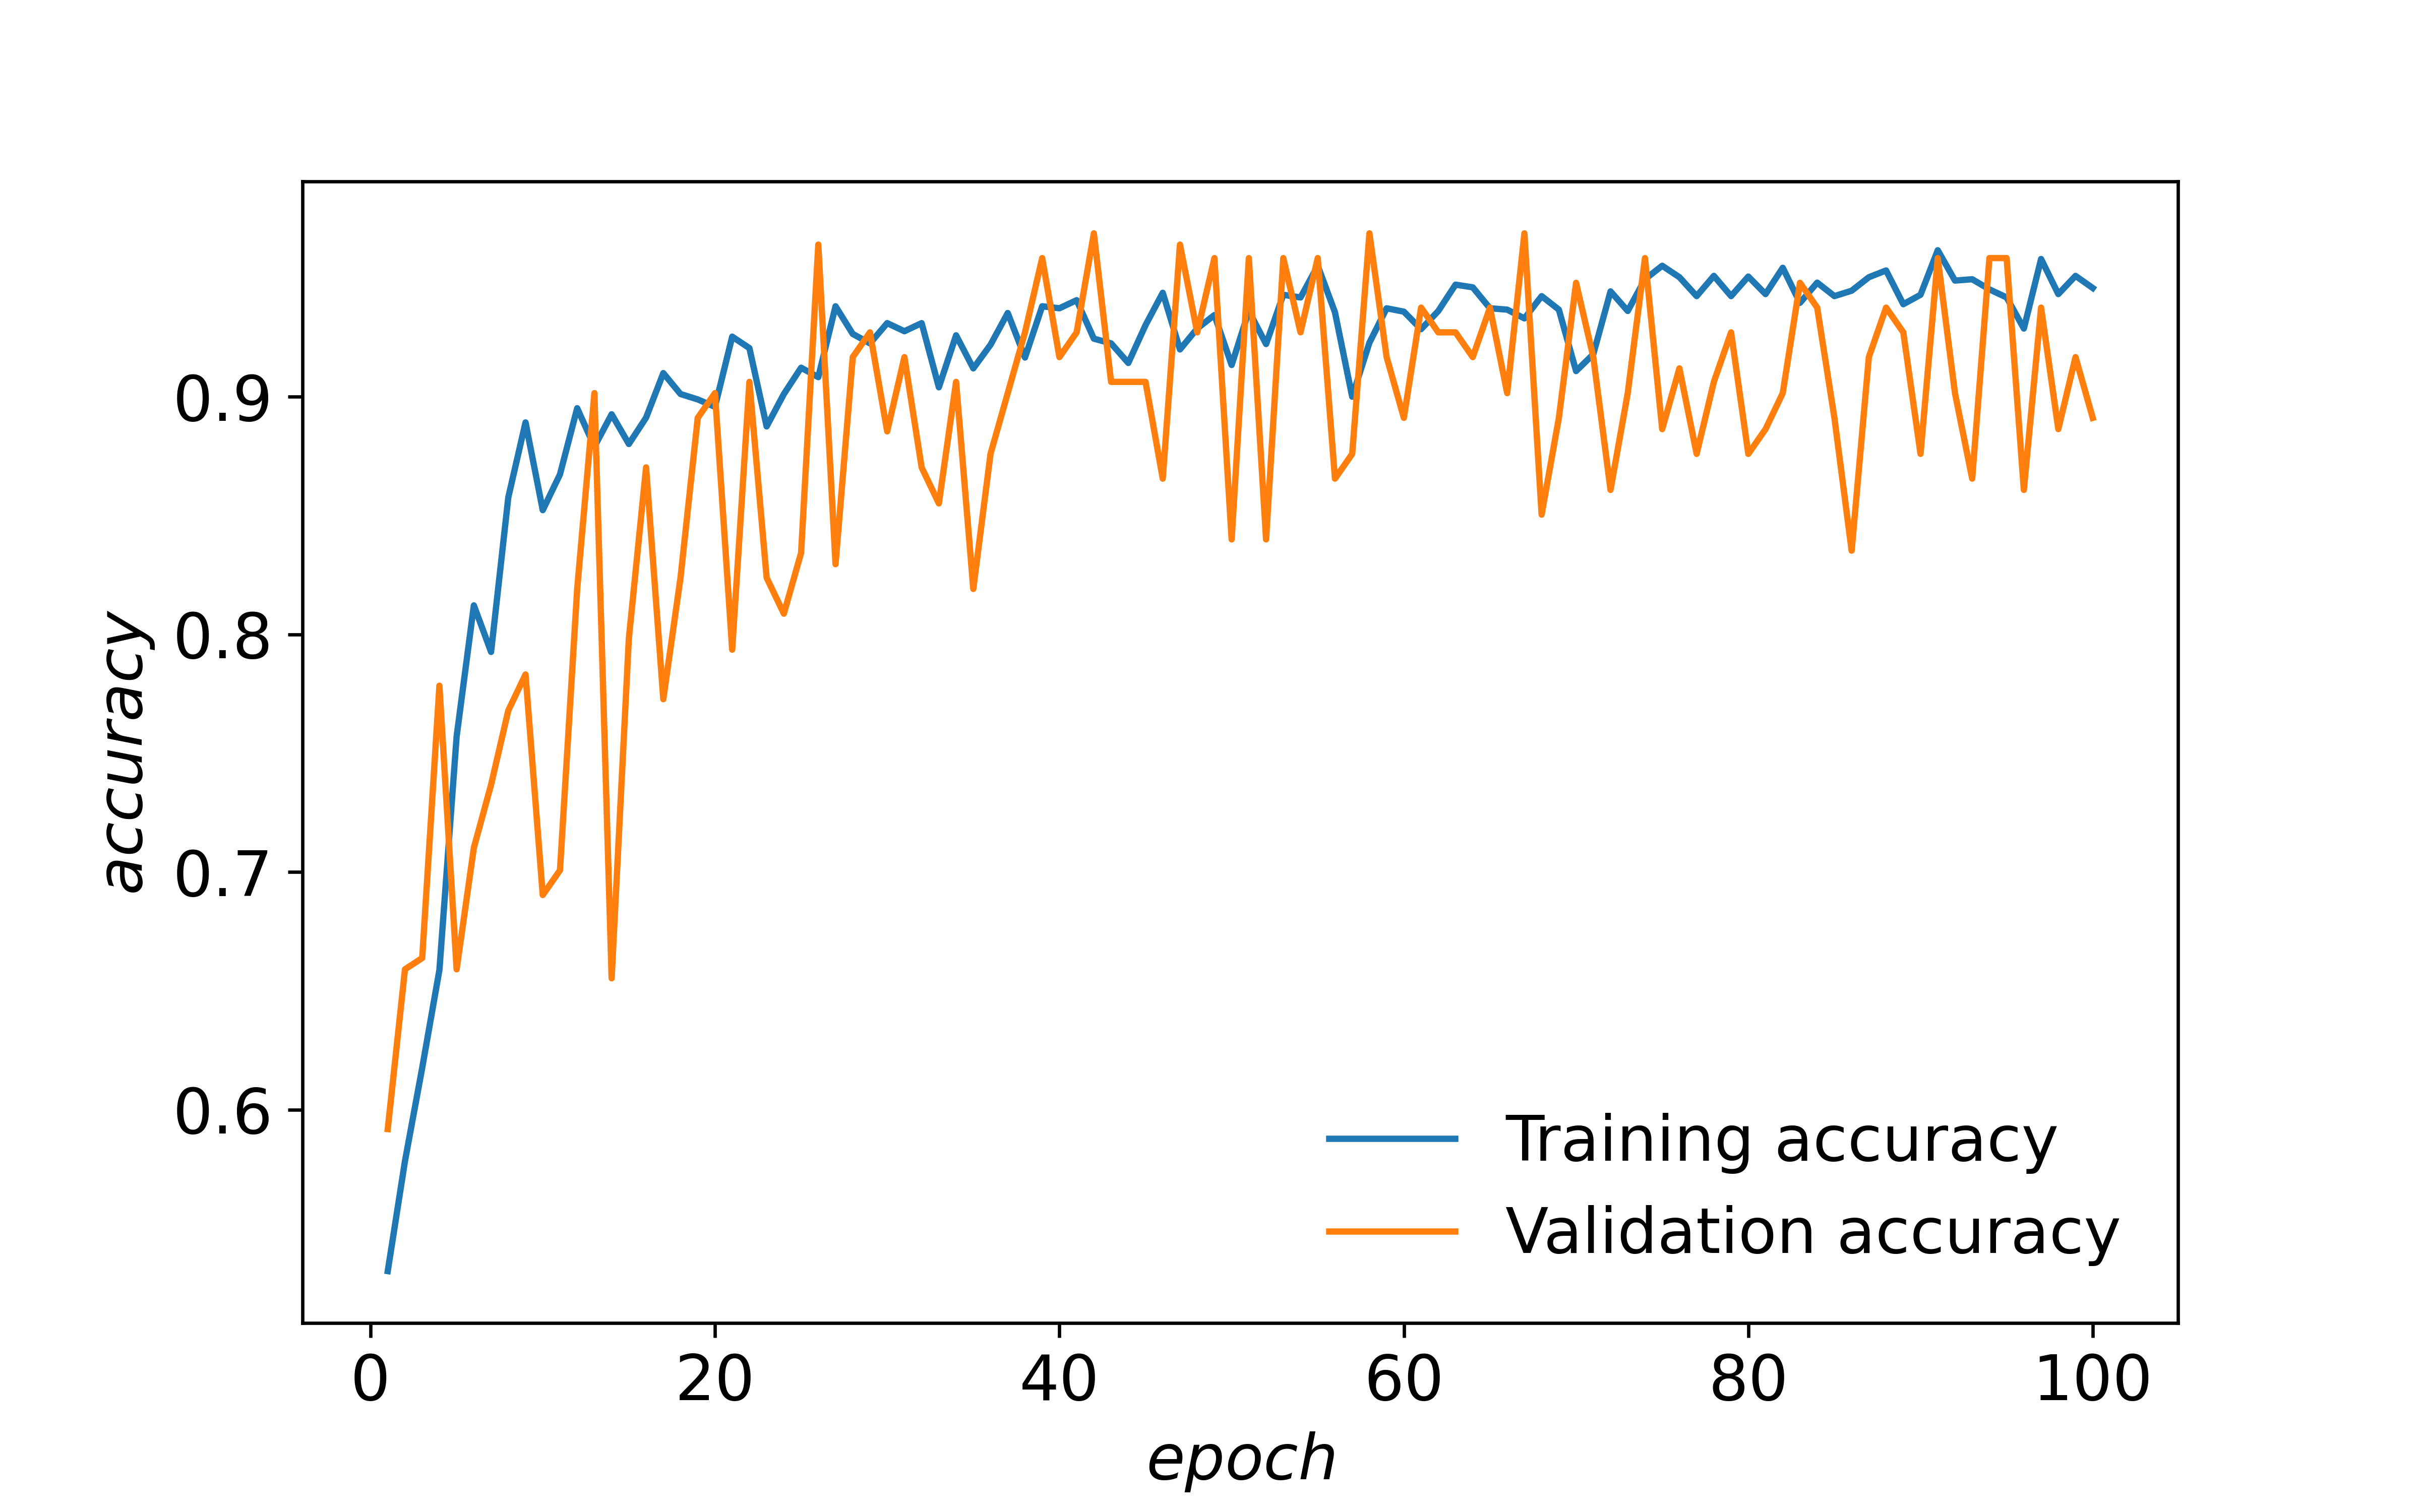 0.9
0.8
0.7
0.6
accuracy
Training accuracy
Validation accuracy
0 20 40 60 80 100
epoch